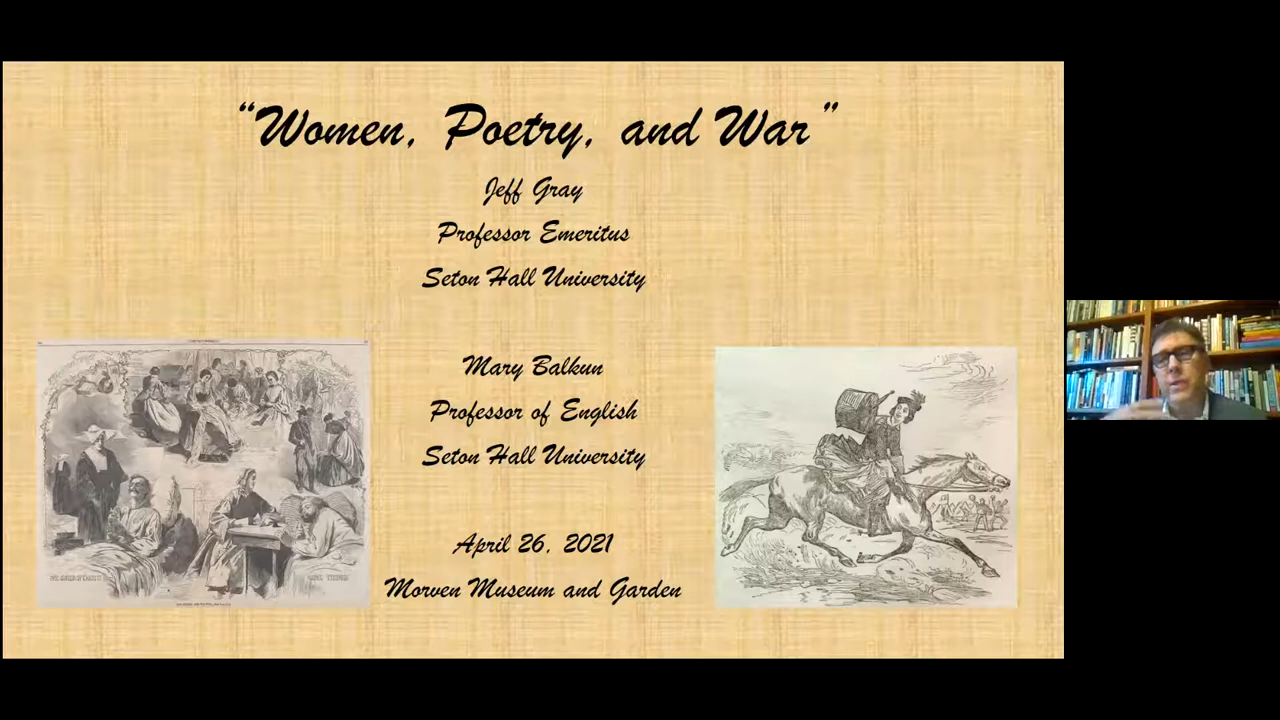 “Women, Poetry, and War”
Jeff Gray
Professor Emeritus
Seton Hall University
Mary Balkun
Professor of English
Seton Hall University
April 26, 2021
Morven Museum and Garden